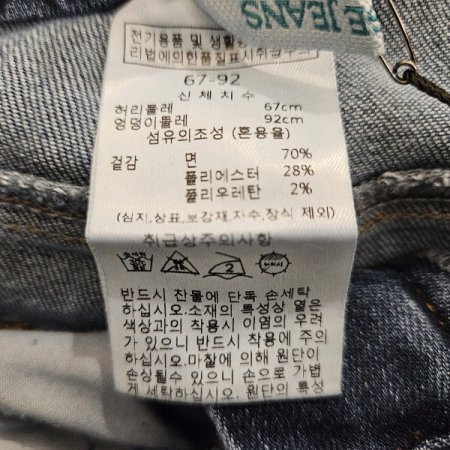 JEANS
전기용품 및 생활
리법에의한품질표시
67-92
신체치수
허리둘레 67cm
엉덩이둘레 92cm
섬유의조성 (혼용율)
겉감 면 70%
폴리에스터 28%
폴리우레탄 2%
(심지,상표,보강재,자수,장식 제외)
취급상주의사항
반드시 찬물에 단독 손세탁
하십시오.소재의 특성상 옅은
색상과의 착용시 이염의 우려
가 있으니 반드시 착용에 주의
하십시오.마찰에 의해 원단이
손상될수 있으니 손으로 가볍
게 세탁하십시오. 원단의 특성